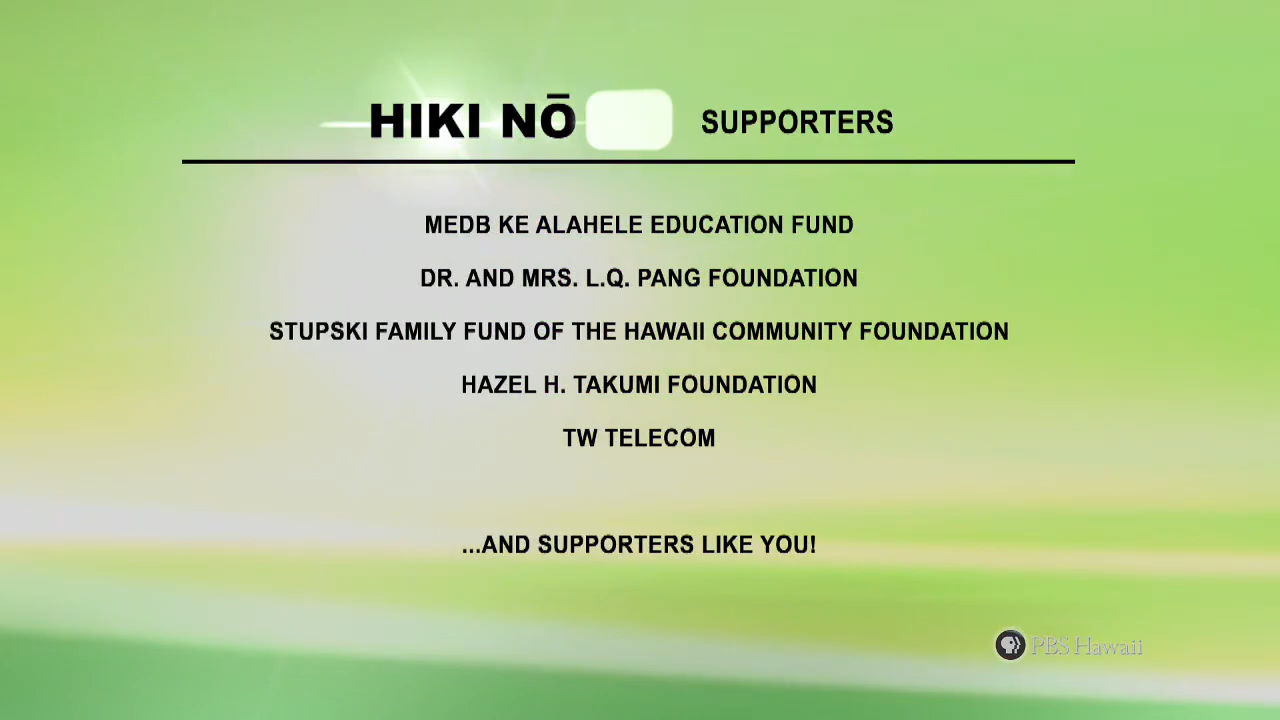 HIKI NŌ SUPPORTERS
MEDB KE ALAHELE EDUCATION FUND
DR. AND MRS. L.Q. PANG FOUNDATION
STUPSKI FAMILY FUND OF THE HAWAII COMMUNITY FOUNDATION
HAZEL H. TAKUMI FOUNDATION
TW TELECOM
...AND SUPPORTERS LIKE YOU!
PBS Hawaii